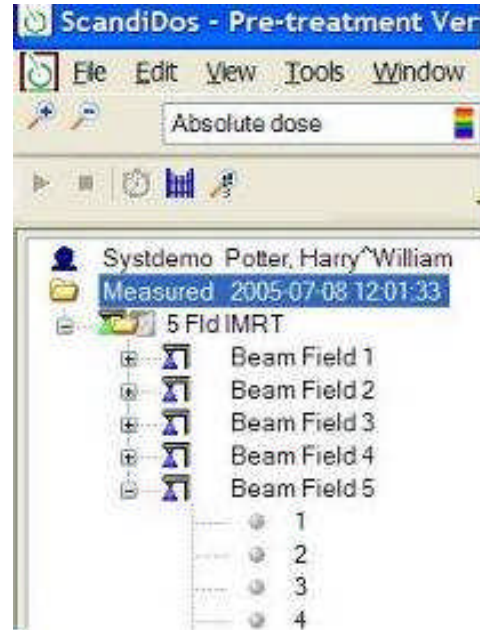 ScandiDos - Pre-treatment Ver
File Edit View Tools Window
Absolute dose
Systdemo Potter, Harry^William
Measured 2005-07-08 12:01:33
5 Fld IMRT
Beam Field 1
Beam Field 2
Beam Field 3
Beam Field 4
Beam Field 5
1
2
3
4